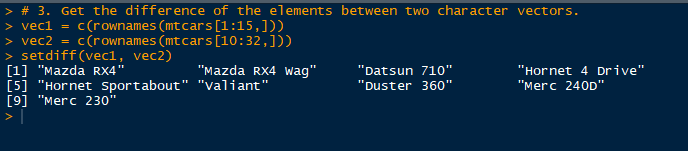 > # 3. Get the difference of the elements between two character vectors.
> vec1 = c(rownames(mtcars[1:15,]))
> vec2 = c(rownames(mtcars[10:32,]))
> setdiff(vec1, vec2)
[1] "Mazda RX4"         "Mazda RX4 Wag"     "Datsun 710"        "Hornet 4 Drive"
[5] "Hornet Sportabout" "Valiant"           "Duster 360"        "Merc 240D"
[9] "Merc 230"
>